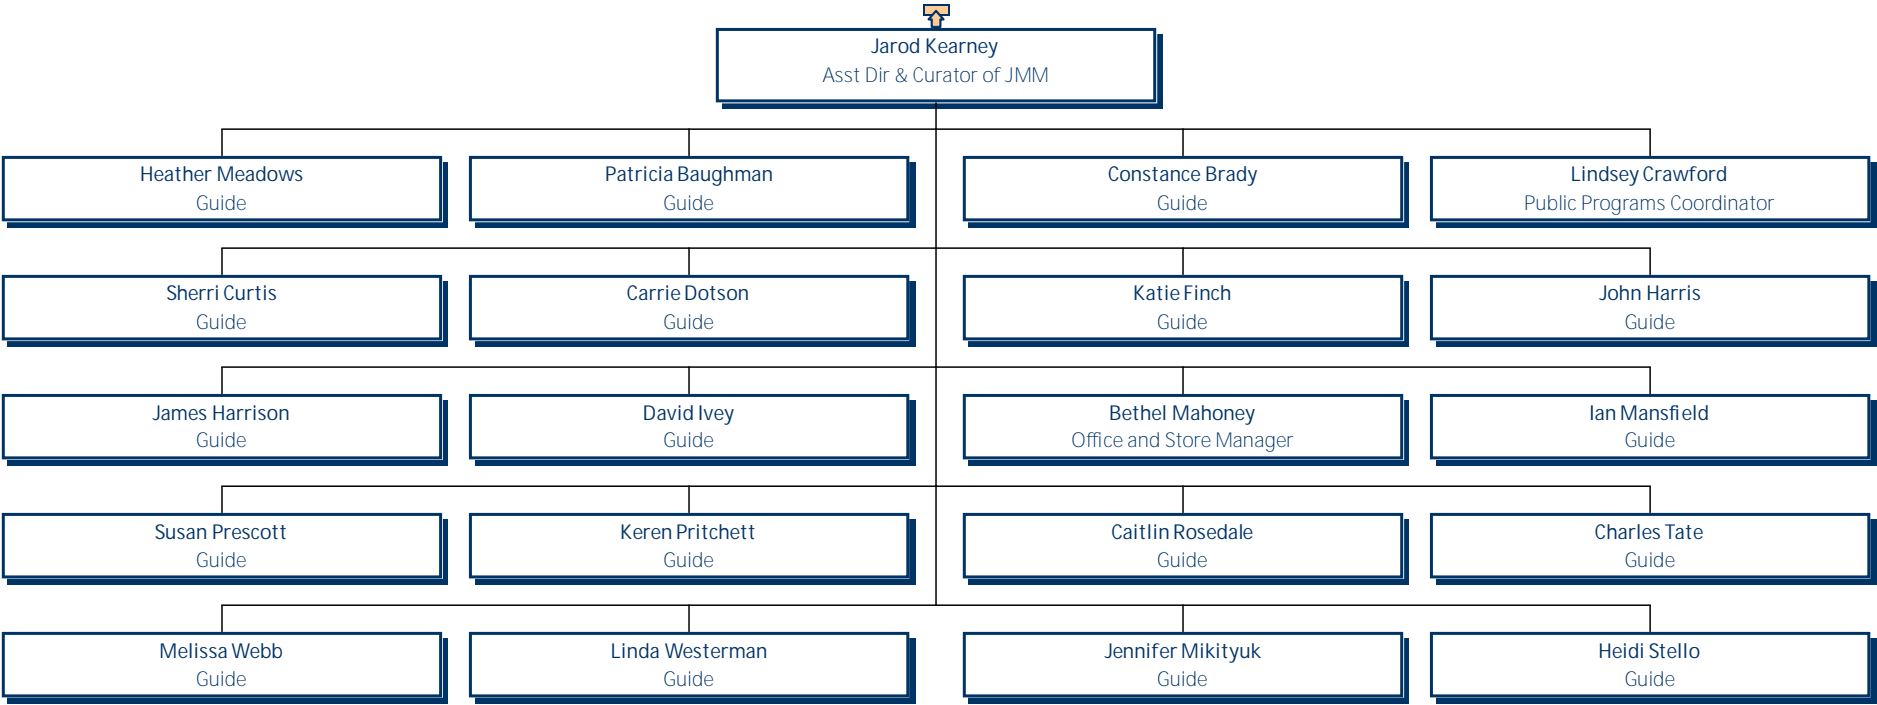 Jarod Kearney
Asst Dir & Curator of JMM
Heather Meadows
Guide
Patricia Baughman
Guide
Constance Brady
Guide
Lindsey Crawford
Public Programs Coordinator
Sherri Curtis
Guide
Carrie Dotson
Guide
Katie Finch
Guide
John Harris
Guide
James Harrison
Guide
David Ivey
Guide
Bethel Mahoney
Office and Store Manager
Ian Mansfield
Guide
Susan Prescott
Guide
Keren Pritchett
Guide
Caitlin Rosedale
Guide
Charles Tate
Guide
Melissa Webb
Guide
Linda Westerman
Guide
Jennifer Mikityuk
Guide
Heidi Stello
Guide